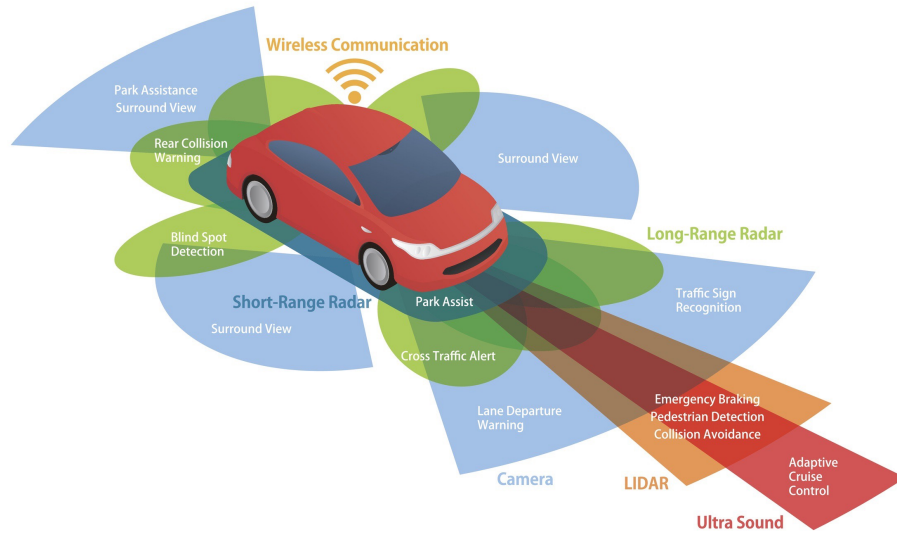 Wireless Communication
Park Assistance
Surround View
Rear Collision
Warning
Surround View
Blind Spot
Detection
Long-Range Radar
Short-Range Radar
Park Assist
Traffic Sign
Recognition
Surround View
Cross Traffic Alert
Lane Departure
Warning
Emergency Braking
Pedestrian Detection
Collision Avoidance
Camera
LIDAR
Adaptive
Cruise
Control
Ultra Sound